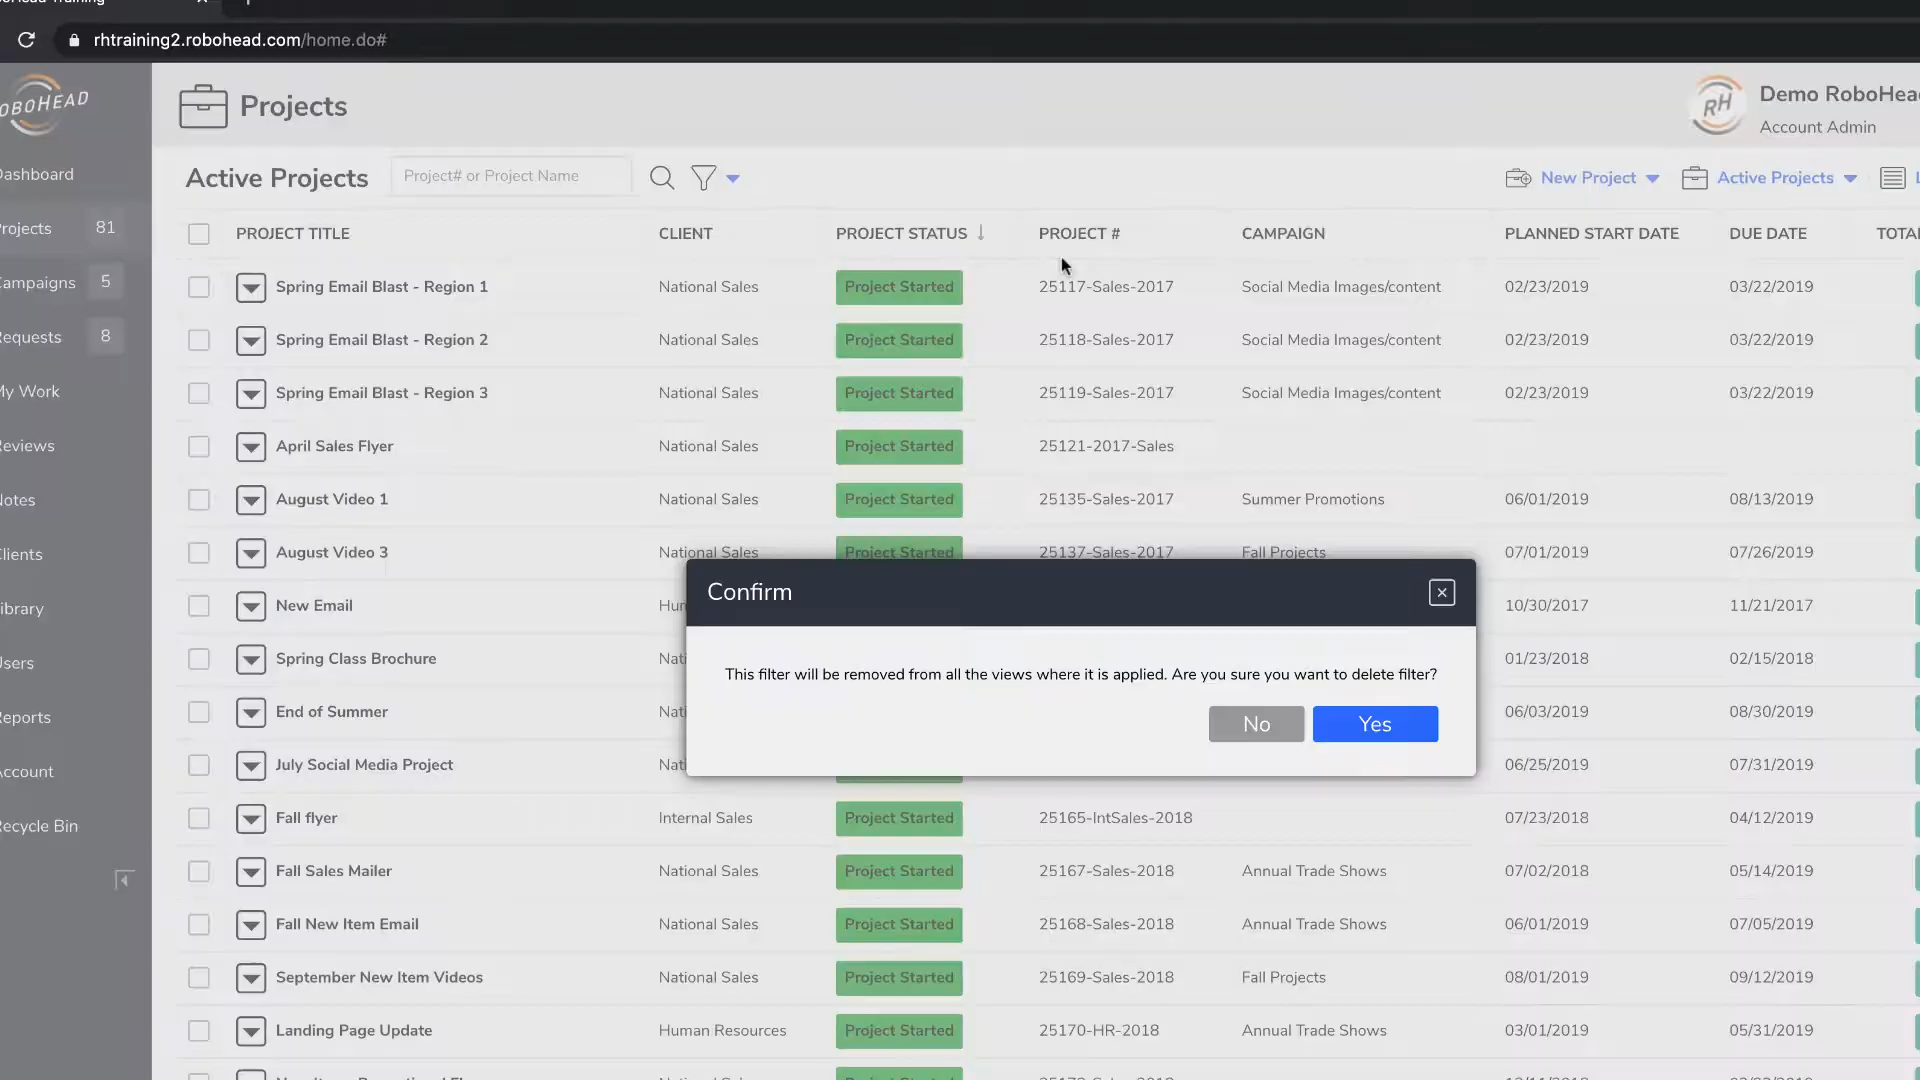 rhtraining2.robohead.com/home.do#
Projects
Demo
Account Admin
Active Projects
Project# or Project Name
New Project
Active Projects
Projects 81
Campaigns 5
Requests 8
My Work
Notes
Recycle Bin
PROJECT TITLE CLIENT PROJECT STATUS PROJECT # CAMPAIGN PLANNED START DATE DUE DATE
Spring Email Blast - Region 1 National Sales Project Started 25117-Sales-2017 Social Media Images/content 02/23/2019 03/22/2019
Spring Email Blast - Region 2 National Sales Project Started 25118-Sales-2017 Social Media Images/content 02/23/2019 03/22/2019
Spring Email Blast - Region 3 National Sales Project Started 25119-Sales-2017 Social Media Images/content 02/23/2019 03/22/2019
April Sales Flyer National Sales Project Started 25121-2017-Sales
August Video 1 National Sales Project Started 25135-Sales-2017 Summer Promotions 06/01/2019 08/13/2019
August Video 3 National Sales Project Started 25137-Sales-2017 Fall Projects 07/01/2019 07/26/2019
New Email 10/30/2017 11/21/2017
Spring Class Brochure 01/23/2018 02/15/2018
End of Summer 06/03/2019 08/30/2019
July Social Media Project 06/25/2019 07/31/2019
Confirm
This filter will be removed from all the views where it is applied. Are you sure you want to delete filter?
No Yes
Fall flyer Internal Sales Project Started 25165-IntSales-2018 07/23/2018 04/12/2019
Fall Sales Mailer National Sales Project Started 25167-Sales-2018 Annual Trade Shows 07/02/2018 05/14/2019
Fall New Item Email National Sales Project Started 25168-Sales-2018 Annual Trade Shows 06/01/2019 07/05/2019
September New Item Videos National Sales Project Started 25169-Sales-2018 Fall Projects 08/01/2019 09/12/2019
Landing Page Update Human Resources Project Started 25170-HR-2018 Annual Trade Shows 03/01/2019 05/31/2019